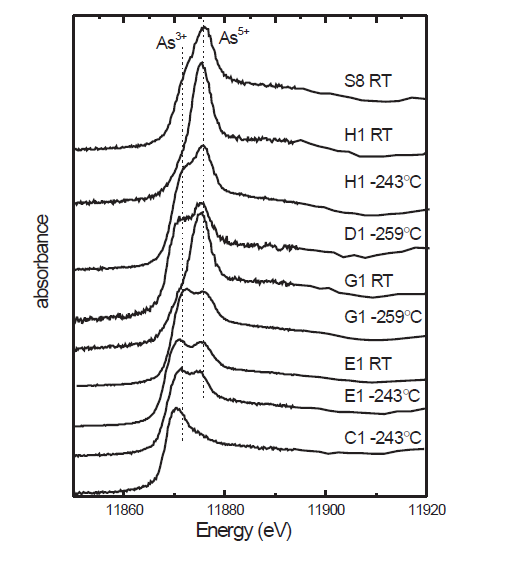 As3+
As5+
S8 RT
H1 RT
H1 -243°C
D1 -259°C
G1 RT
G1 -259°C
E1 RT
E1 -243°C
C1 -243°C
absorbance
11860 11880 11900 11920
Energy (eV)